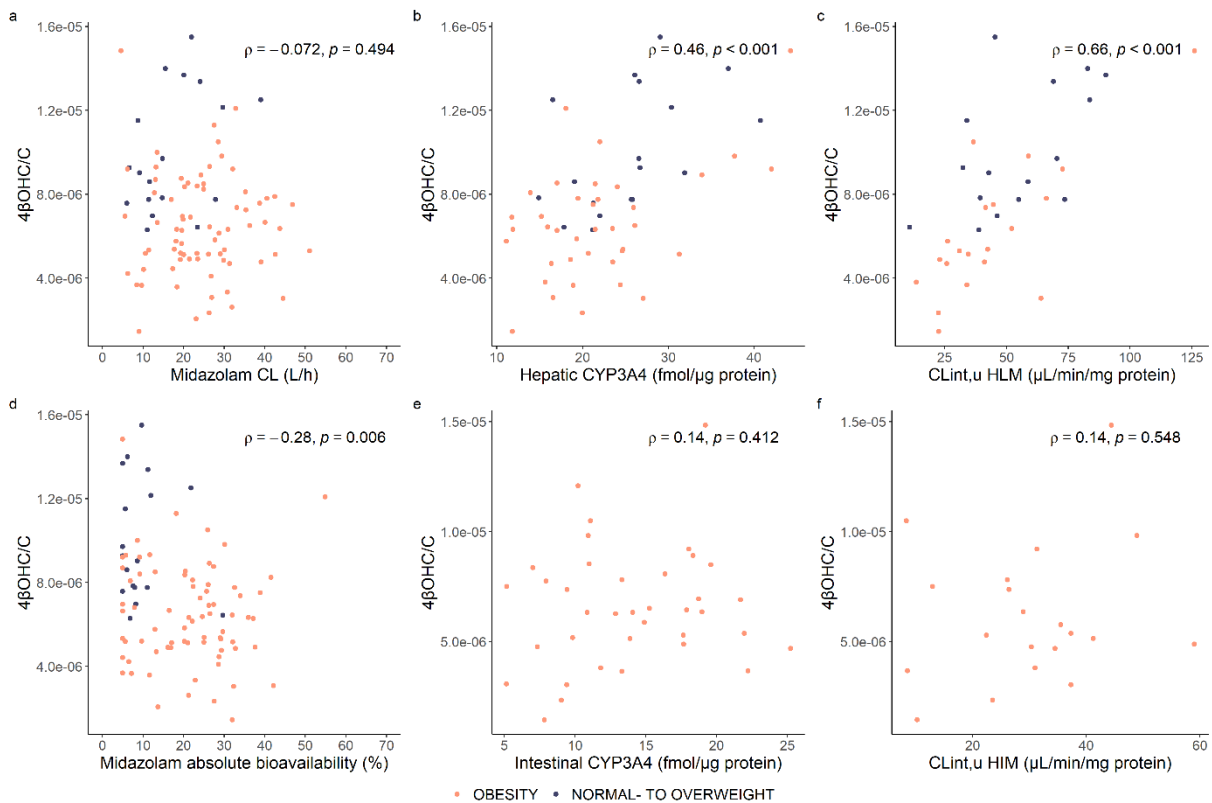 a
ρ = −0.072, p = 0.494
1.6e-05
1.2e-05
8.0e-06
4.0e-06
4βOHC/C
0 10 20 30 40 50 60 70
Midazolam CL (L/h)
b
ρ = 0.46, p < 0.001
1.6e-05
1.2e-05
8.0e-06
4.0e-06
4βOHC/C
10 20 30 40
Hepatic CYP3A4 (fmol/μg protein)
c
ρ = 0.66, p < 0.001
1.6e-05
1.2e-05
8.0e-06
4.0e-06
4βOHC/C
25 50 75 100 125
CLint,u HLM (μL/min/mg protein)
d
ρ = −0.28, p = 0.006
1.6e-05
1.2e-05
8.0e-06
4.0e-06
4βOHC/C
0 10 20 30 40 50 60 70
Midazolam absolute bioavailability (%)
e
ρ = 0.14, p = 0.412
1.5e-05
1.0e-05
5.0e-06
4βOHC/C
5 10 15 20 25
Intestinal CYP3A4 (fmol/μg protein)
f
ρ = 0.14, p = 0.548
1.5e-05
1.0e-05
5.0e-06
4βOHC/C
20 40 60
CLint,u HIM (μL/min/mg protein)
OBESITY NORMAL- TO OVERWEIGHT